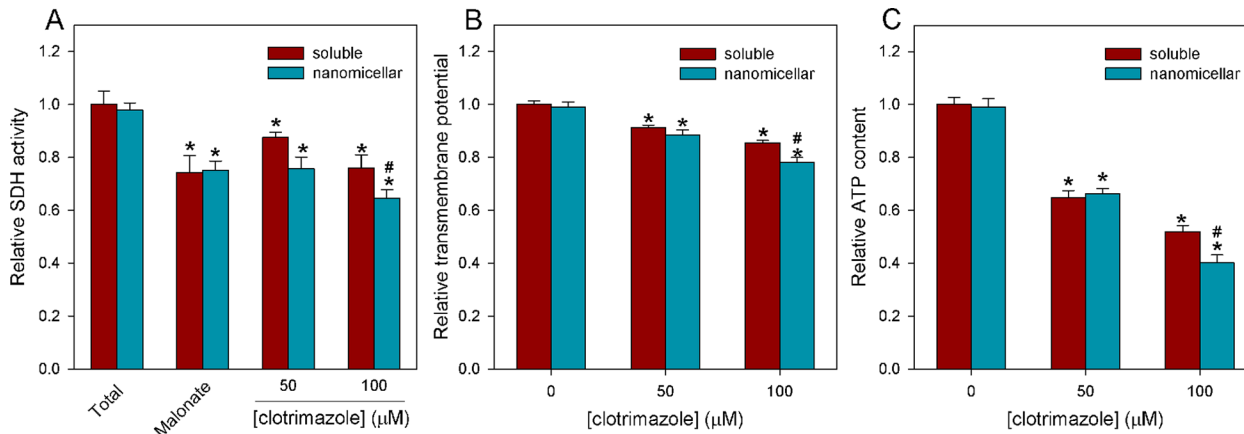 A
Relative SDH activity
1.2
1.0
0.8
0.6
0.4
0.2
0.0
soluble
nanomicellar
*
*
*
*
*
#
*
Total
Malonate
50
100
[clotrimazole] (μM)
B
Relative transmembrane potential
1.2
1.0
0.8
0.6
0.4
0.2
0.0
soluble
nanomicellar
*
*
*
#
*
0
50
100
[clotrimazole] (μM)
C
Relative ATP content
1.2
1.0
0.8
0.6
0.4
0.2
0.0
soluble
nanomicellar
*
*
*
#
*
0
50
100
[clotrimazole] (μM)